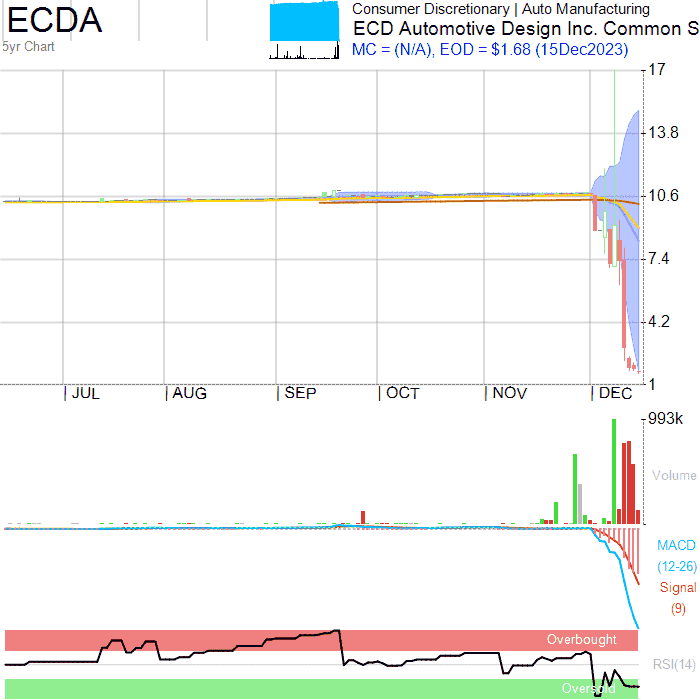 ECDA
5yr Chart
Consumer Discretionary | Auto Manufacturing
ECD Automotive Design Inc. Common S
MC = (N/A), EOD = $1.68 (15Dec2023)
17
13.8
10.6
7.4
4.2
1
JUL AUG SEP OCT NOV DEC
993k
Volume
MACD
(12-26)
Signal
(9)
Overbought
RSI(14)
Oversold